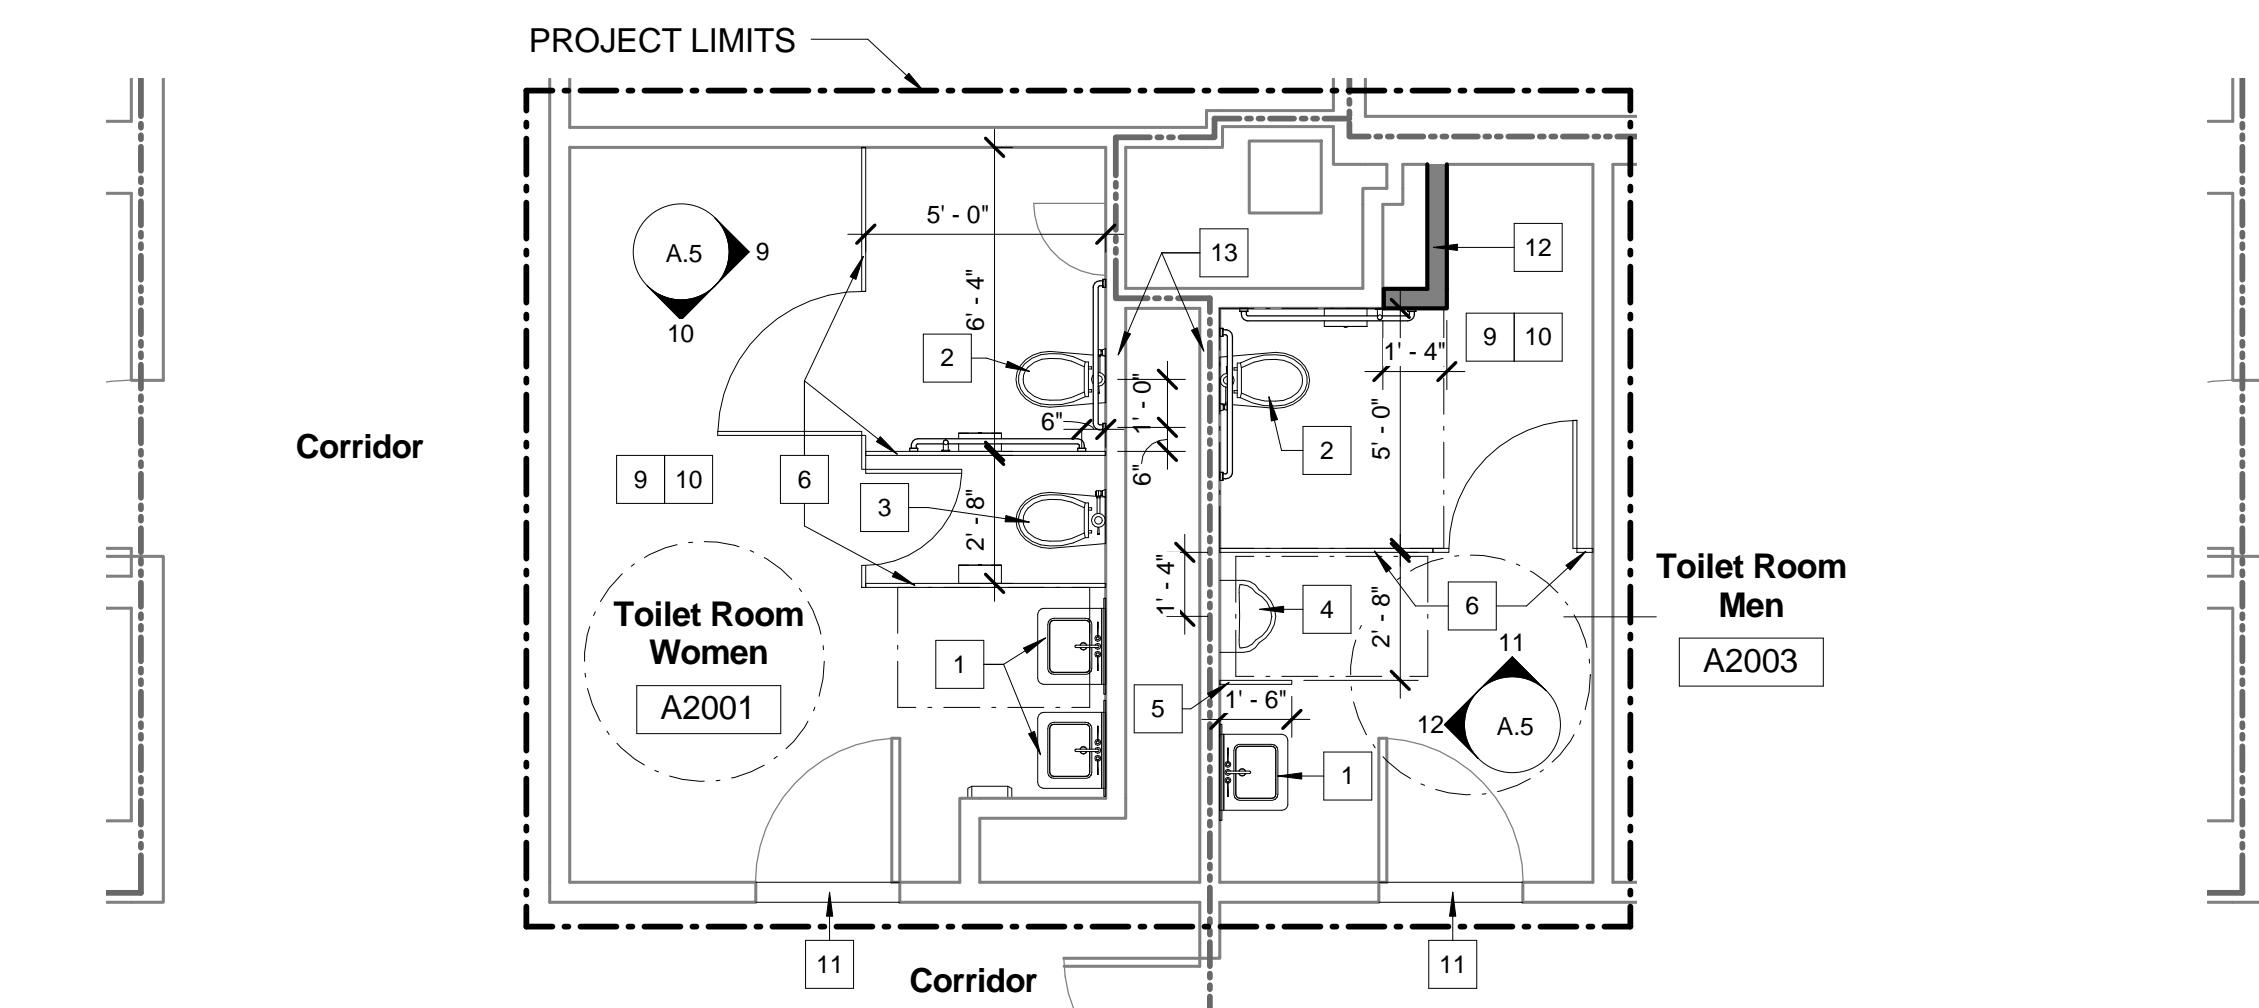 PROJECT LIMITS
5' - 0"
A.5
9
10
13
12
6' - 4"
2
9 10
1' - 4"
1' - 0"
6"
5' - 0"
Corridor
2
6"
9 10
6
3
2' - 8"
1' - 4"
Toilet Room
Men
A2003
Toilet Room
Women
A2001
4
6
2' - 8"
11
1
5
1' - 6"
12
A.5
1
11
11
Corridor